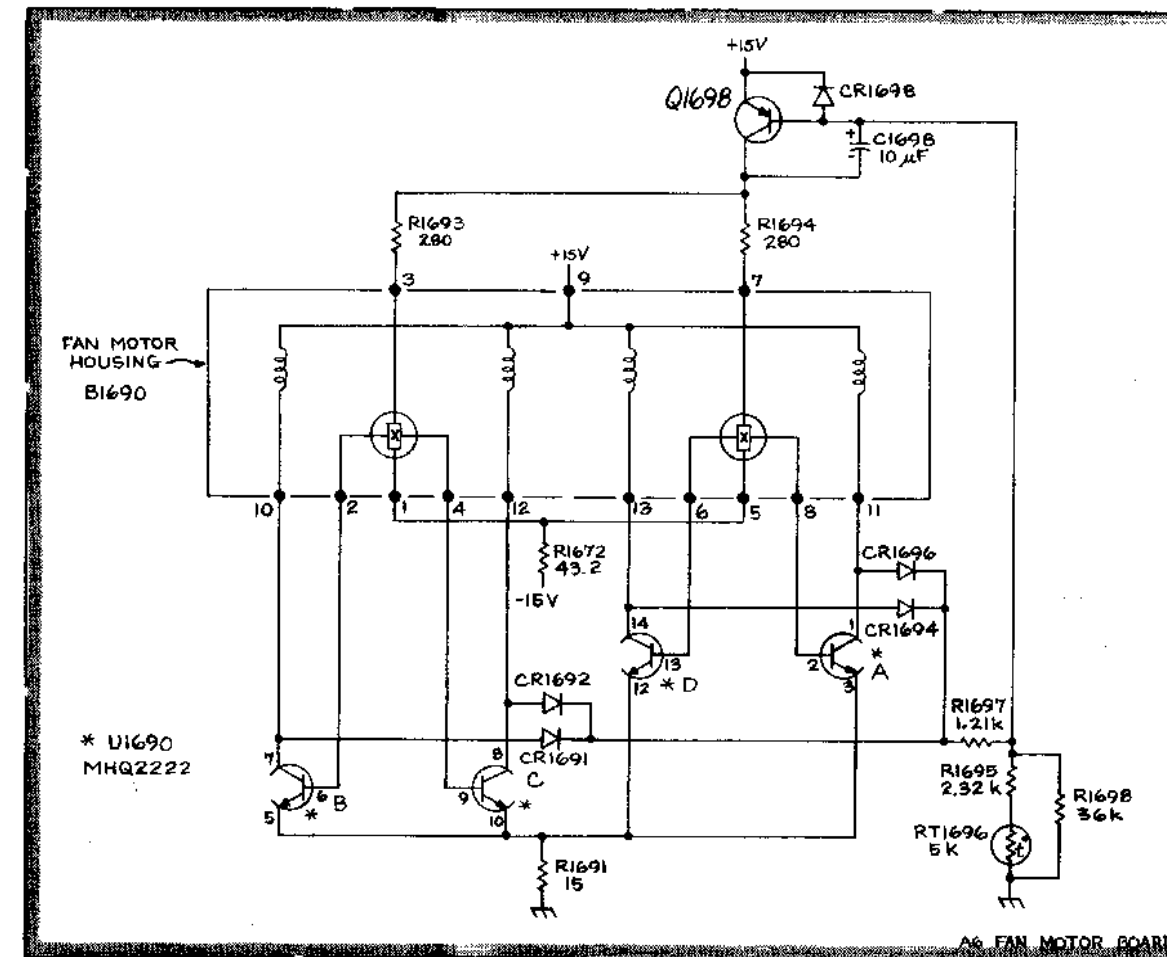 +15V
Q1698
CR1698
C1698
10 µF
+
-
R1693
280
R1694
280
+15V
3
9
7
FAN MOTOR
HOUSING
B1690
X
X
10
2
1
4
12
13
6
5
8
11
R1672
43.2
-15V
CR1696
CR1694
14
13
12
* D
1
2
3
*
A
CR1692
CR1691
R1697
1.21k
* U1690
MHQ2222
7
6
5
B
*
8
9
10
C
*
R1695
2.32 k
R1698
36k
RT1696
5K
t°
R1691
15
A6 FAN MOTOR BOARD